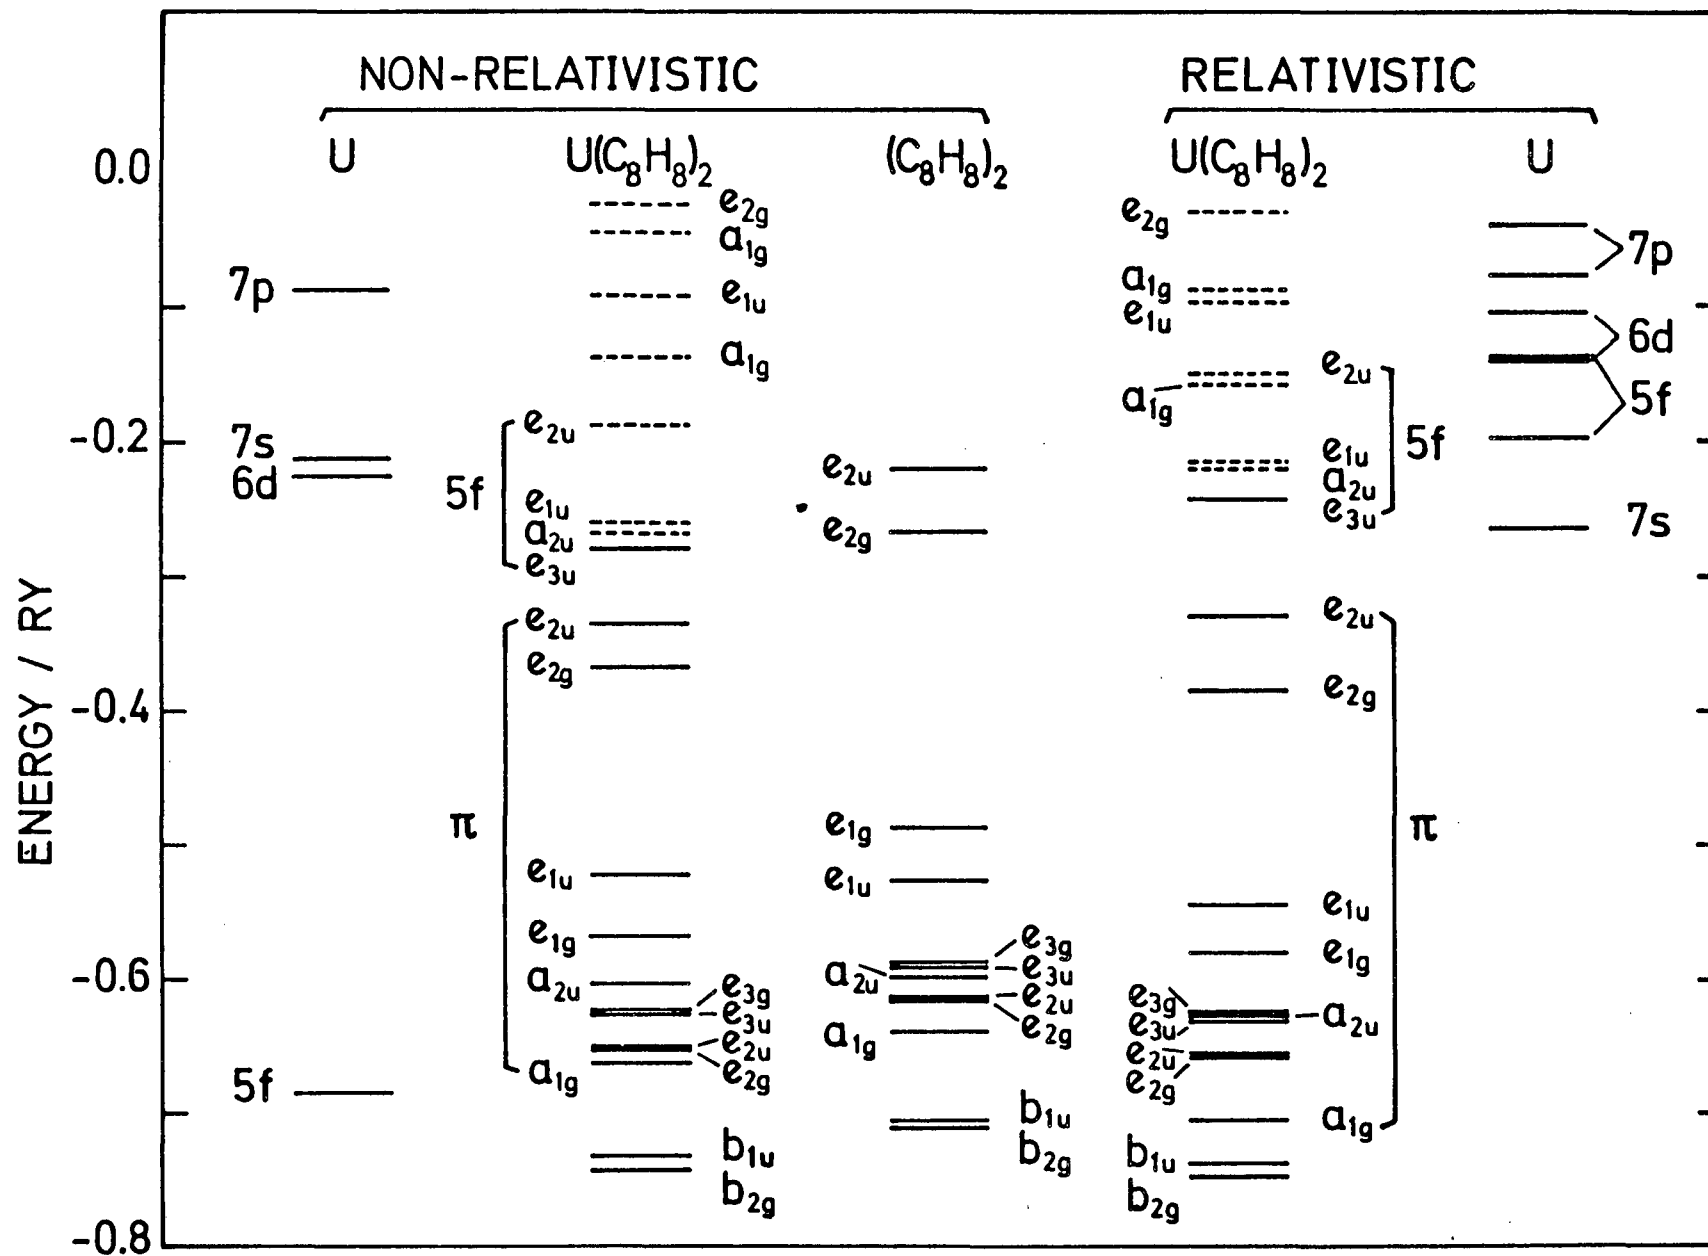 NON-RELATIVISTIC
RELATIVISTIC
U
U(C₈H₈)₂
(C₈H₈)₂
U(C₈H₈)₂
U
ENERGY / RY
0.0
-0.2
-0.4
-0.6
-0.8
7p
7s
6d
5f
e2g
a1g
e1u
a1g
5f
e2u
e1u
a2u
e3u
π
e2u
e2g
e1u
e1g
a2u
a1g
e3g
e3u
e2u
e2g
b1u
b2g
e2u
e2g
e1g
e1u
a2u
a1g
e3g
e3u
e2u
e2g
b1u
b2g
e2g
a1g
e1u
a1g
e3g
e3u
e2u
e2g
b1u
b2g
e2u
e1u
a2u
e3u
5f
e2u
e2g
e1u
e1g
a2u
a1g
π
7p
6d
5f
7s